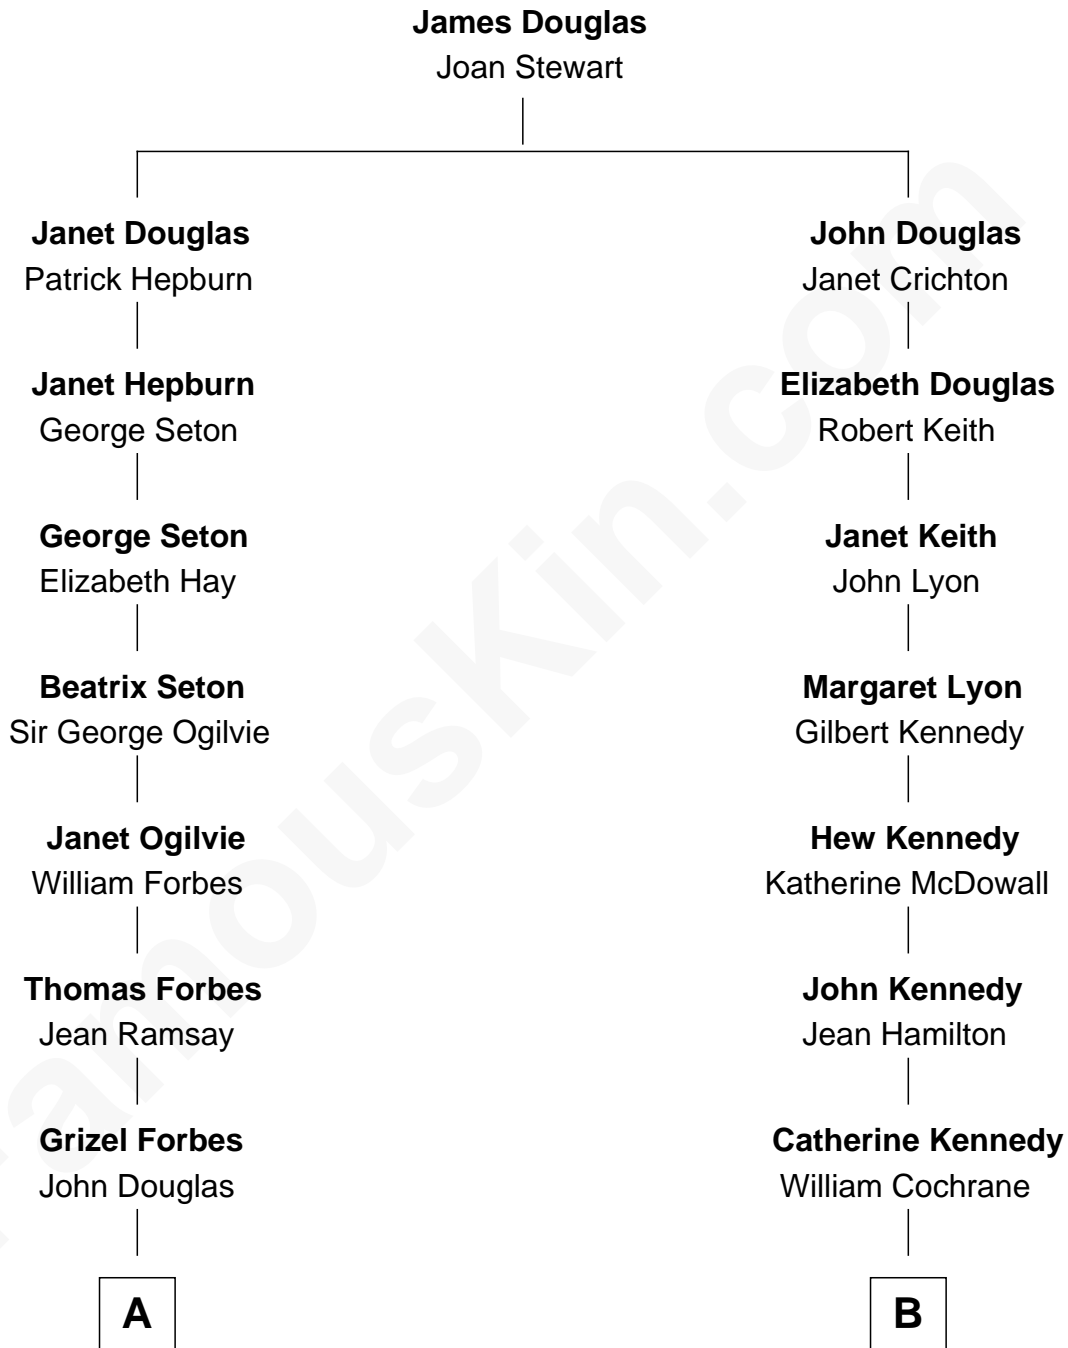 James Douglas
Joan Stewart
Janet Douglas
Patrick Hepburn
John Douglas
Janet Crichton
Janet Hepburn
George Seton
Elizabeth Douglas
Robert Keith
George Seton
Elizabeth Hay
Janet Keith
John Lyon
Beatrix Seton
Sir George Ogilvie
Margaret Lyon
Gilbert Kennedy
Janet Ogilvie
William Forbes
Hew Kennedy
Katherine McDowall
Thomas Forbes
Jean Ramsay
John Kennedy
Jean Hamilton
Grizel Forbes
John Douglas
Catherine Kennedy
William Cochrane
A
B
FamousKin.com